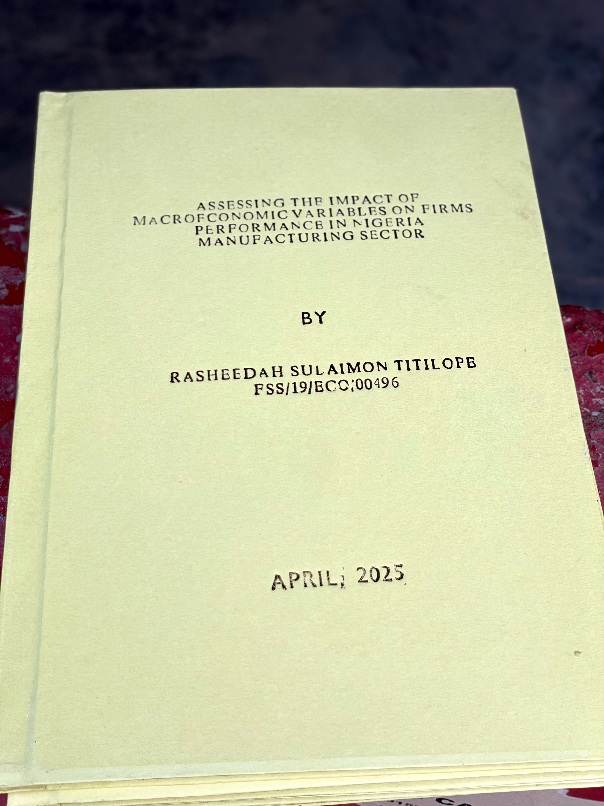 ASSESSING THE IMPACT OF
MACROECONOMIC VARIABLES ON FIRMS
PERFORMANCE IN NIGERIA
MANUFACTURING SECTOR
BY
RASHEEDAH SULAIMON TITILOPE
FSS/19/ECO/00496
APRIL, 2025